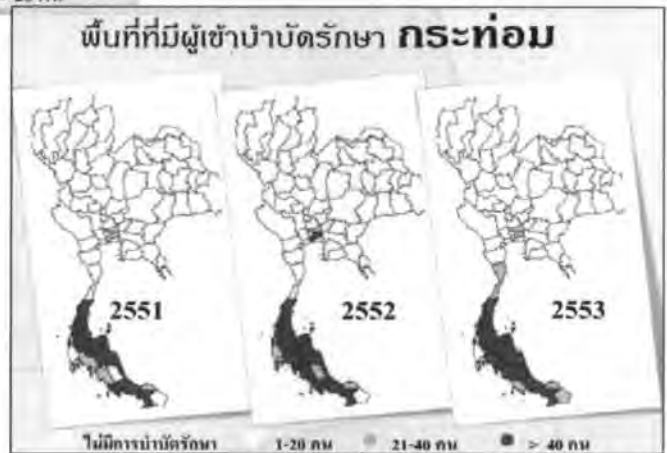 พื้นที่ที่มีผู้เข้าบำบัดรักษา กระท่อม
2551
2552
2553
ไม่มีการบำบัดรักษา 1-20 คน 21-40 คน > 40 คน